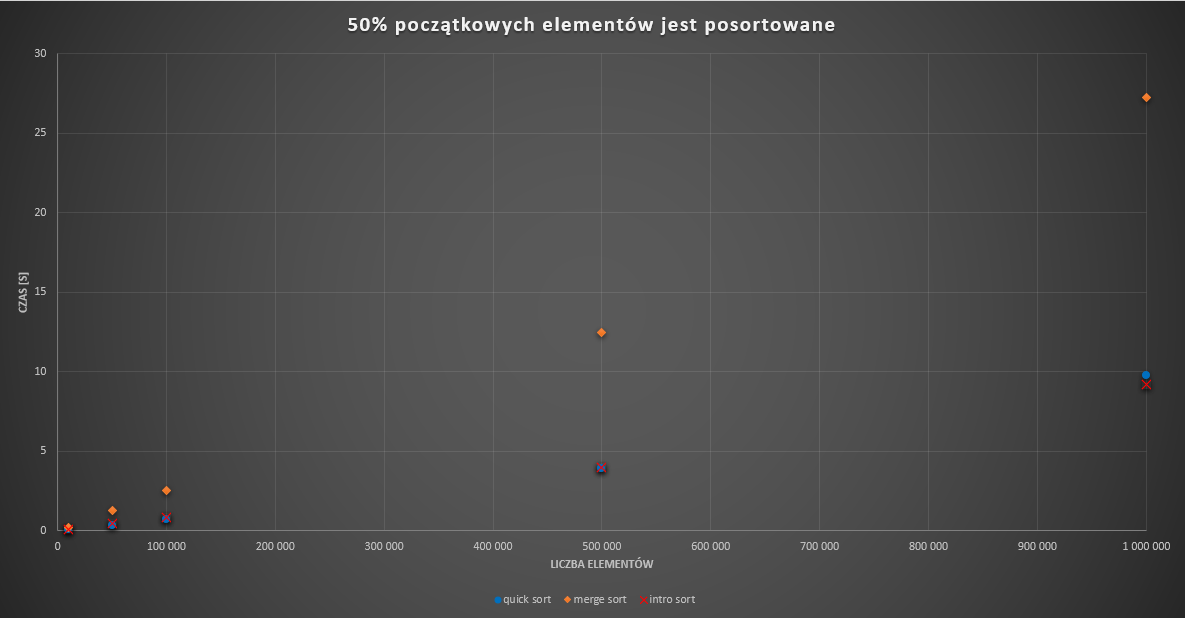 50% początkowych elementów jest posortowane
30
25
20
15
10
5
0
CZAS [S]
0 100 000 200 000 300 000 400 000 500 000 600 000 700 000 800 000 900 000 1 000 000
LICZBA ELEMENTÓW
quick sort merge sort intro sort